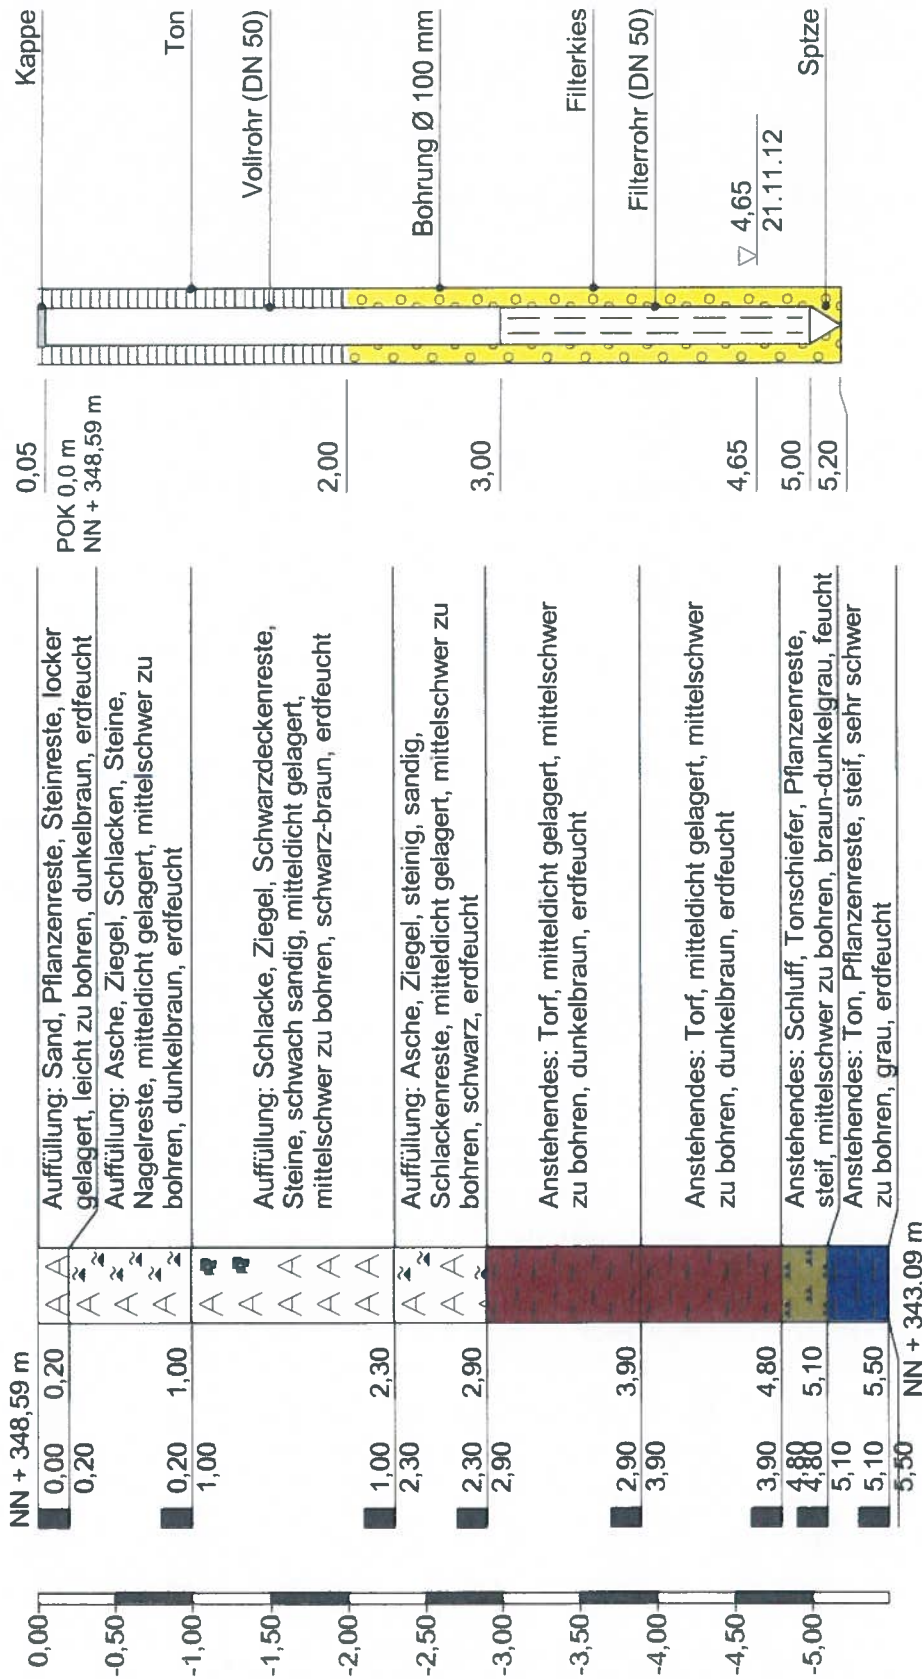 NN + 348,59 m
0,00
-0,50
-1,00
-1,50
-2,00
-2,50
-3,00
-3,50
-4,00
-4,50
-5,00
0,00
0,20
0,20
1,00
1,00
2,30
2,30
2,90
2,90
3,90
3,90
4,80
4,80
5,10
5,10
5,50
0,20
1,00
2,30
2,90
3,90
4,80
5,10
5,50
NN + 343.09 m
A A
A
A
A
A
A
A A
A A
A A
A
A
A
Auffüllung: Sand, Pflanzenreste, Steinreste, locker
gelagert, leicht zu bohren, dunkelbraun, erdfeucht
Auffüllung: Asche, Ziegel, Schlacken, Steine,
Nagelreste, mitteldicht gelagert, mittelschwer zu
bohren, dunkelbraun, erdfeucht
Auffüllung: Schlacke, Ziegel, Schwarzdeckenreste,
Steine, schwach sandig, mitteldicht gelagert,
mittelschwer zu bohren, schwarz-braun, erdfeucht
Auffüllung: Asche, Ziegel, steinig, sandig,
Schlackenreste, mitteldicht gelagert, mittelschwer zu
bohren, schwarz, erdfeucht
Anstehendes: Torf, mitteldicht gelagert, mittelschwer
zu bohren, dunkelbraun, erdfeucht
Anstehendes: Torf, mitteldicht gelagert, mittelschwer
zu bohren, dunkelbraun, erdfeucht
Anstehendes: Schluff, Tonschiefer, Pflanzenreste,
steif, mittelschwer zu bohren, braun-dunkelgrau, feucht
Anstehendes: Ton, Pflanzenreste, steif, sehr schwer
zu bohren, grau, erdfeucht
0,05
POK 0,0 m
NN + 348,59 m
2,00
3,00
4,65
5,00
5,20
Kappe
Ton
Vollrohr (DN 50)
Bohrung Ø 100 mm
Filterkies
Filterrohr (DN 50)
4,65
21.11.12
Sptze